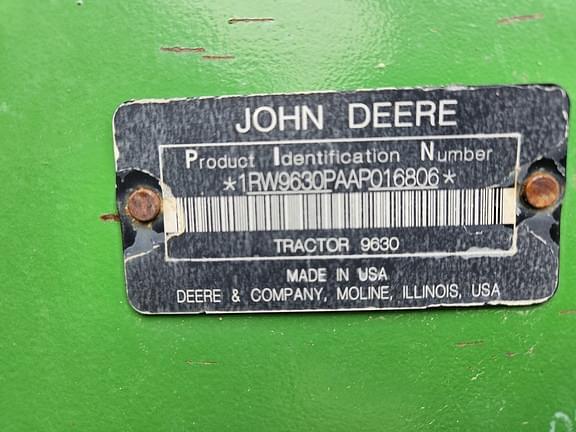 JOHN DEERE
Product Identification Number
*1RW9630PAAP016806*
TRACTOR 9630
MADE IN USA
DEERE & COMPANY, MOLINE, ILLINOIS, USA